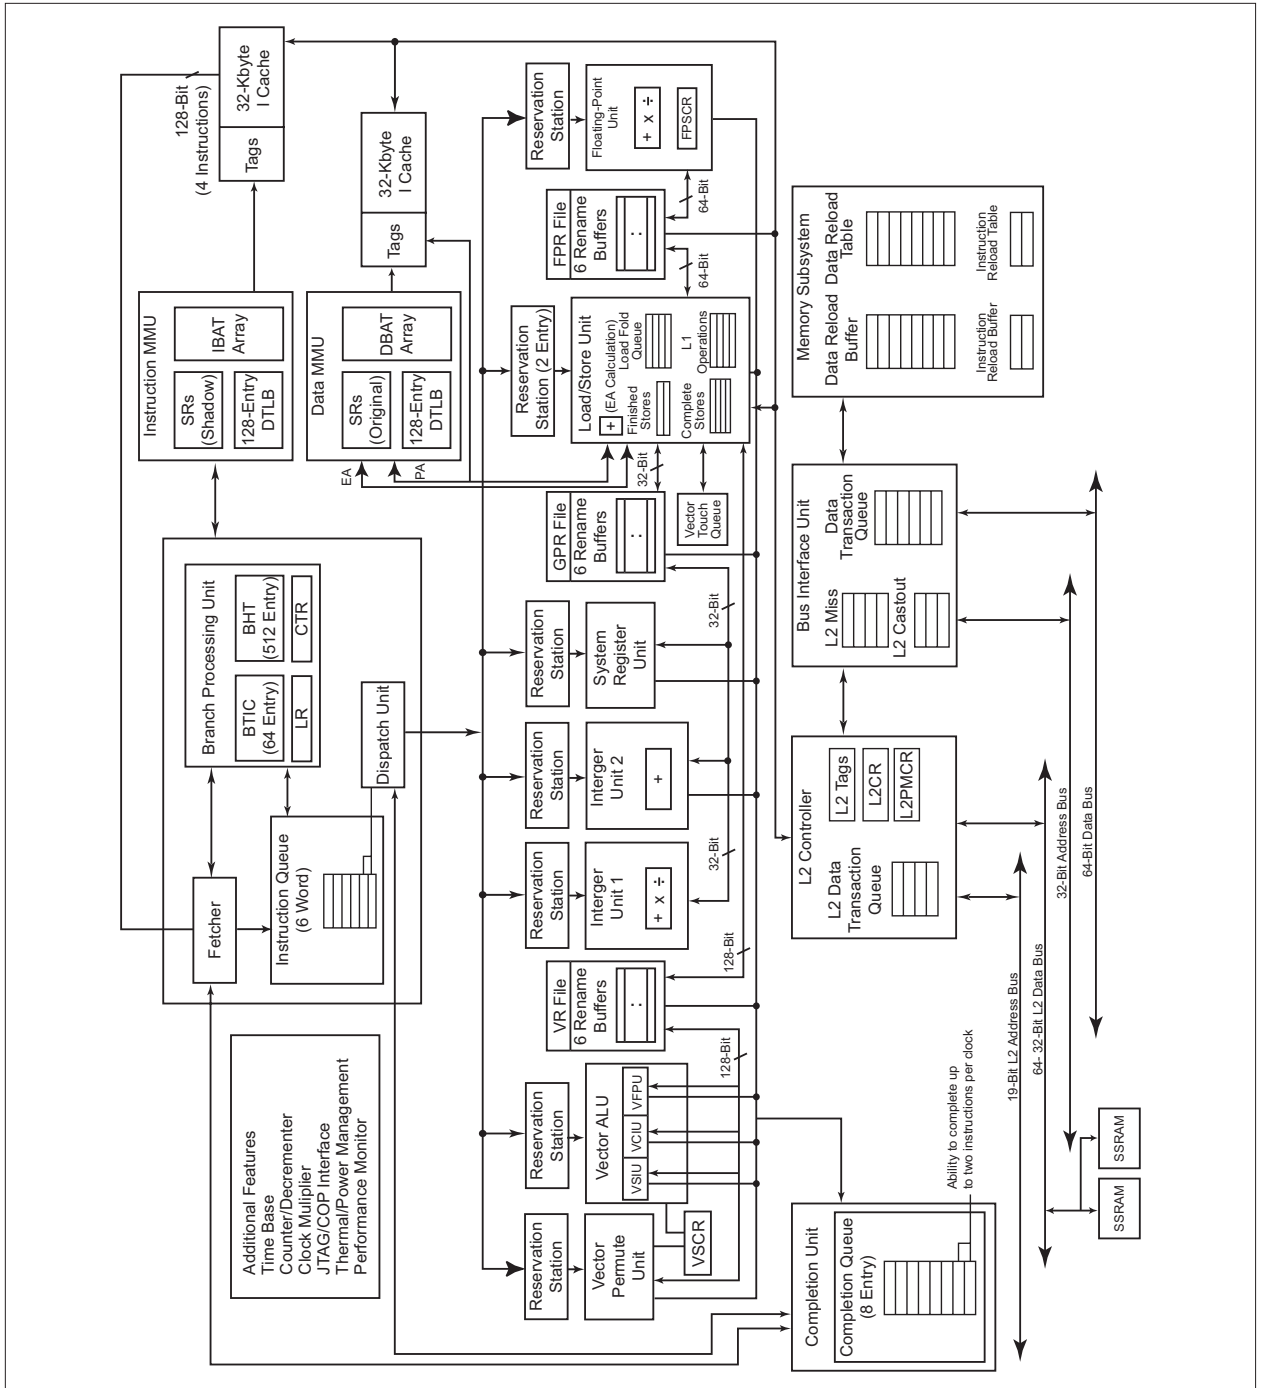 Additional Features
Time Base
Counter/Decrementer
Clock Muliplier
JTAG/COP Interface
Thermal/Power Management
Performance Monitor
Fetcher
Branch Processing Unit
BTIC
(64 Entry)
BHT
(512 Entry)
LR
CTR
Instruction Queue
(6 Word)
Dispatch Unit
Instruction MMU
SRs
(Shadow)
IBAT
Array
128-Entry
DTLB
128-Bit
(4 Instructions)
Tags
32-Kbyte
I Cache
Data MMU
SRs
(Original)
DBAT
Array
128-Entry
DTLB
Tags
32-Kbyte
I Cache
EA
PA
Reservation
Station
Vector
Permute
Unit
VSCR
Reservation
Station
Vector ALU
VSIU
VCIU
VFPU
VR File
6 Rename
Buffers
:
128-Bit
128-Bit
Reservation
Station
Interger
Unit 1
+ x ÷
Reservation
Station
Interger
Unit 2
+
32-Bit
Reservation
Station
System
Register
Unit
32-Bit
GPR File
6 Rename
Buffers
:
Vector
Touch
Queue
32-Bit
Reservation
Station (2 Entry)
Load/Store Unit
+
(EA Calculation)
Finished
Stores
Load Fold
Queue
Complete
Stores
L1
Operations
FPR File
6 Rename
Buffers
:
64-Bit
64-Bit
Reservation
Station
Floating-Point
Unit
+ x ÷
FPSCR
Completion Unit
Completion Queue
(8 Entry)
Ability to complete up
to two instructions per clock
L2 Controller
L2 Data
Transaction
Queue
L2 Tags
L2CR
L2PMCR
Bus Interface Unit
L2 Miss
Data
Transaction
Queue
L2 Castout
Memory Subsystem
Data Reload
Buffer
Data Reload
Table
Instruction
Reload Buffer
Instruction
Reload Table
19-Bit L2 Address Bus
64- 32-Bit L2 Data Bus
32-Bit Address Bus
64-Bit Data Bus
SSRAM
SSRAM